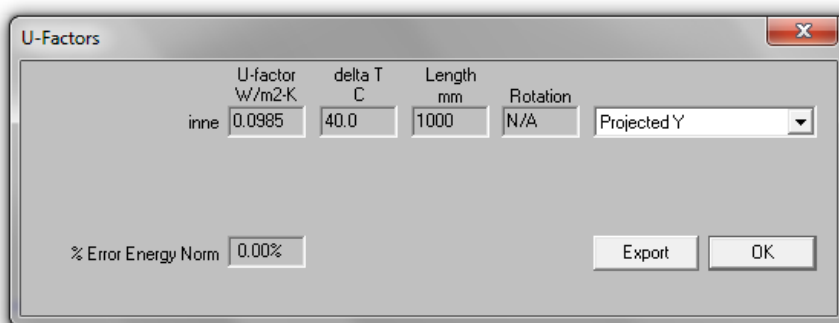 U-Factors
U-factor delta T Length
W/m2-K C mm Rotation
inne 0.0985 40.0 1000 N/A Projected Y
% Error Energy Norm 0.00% Export OK